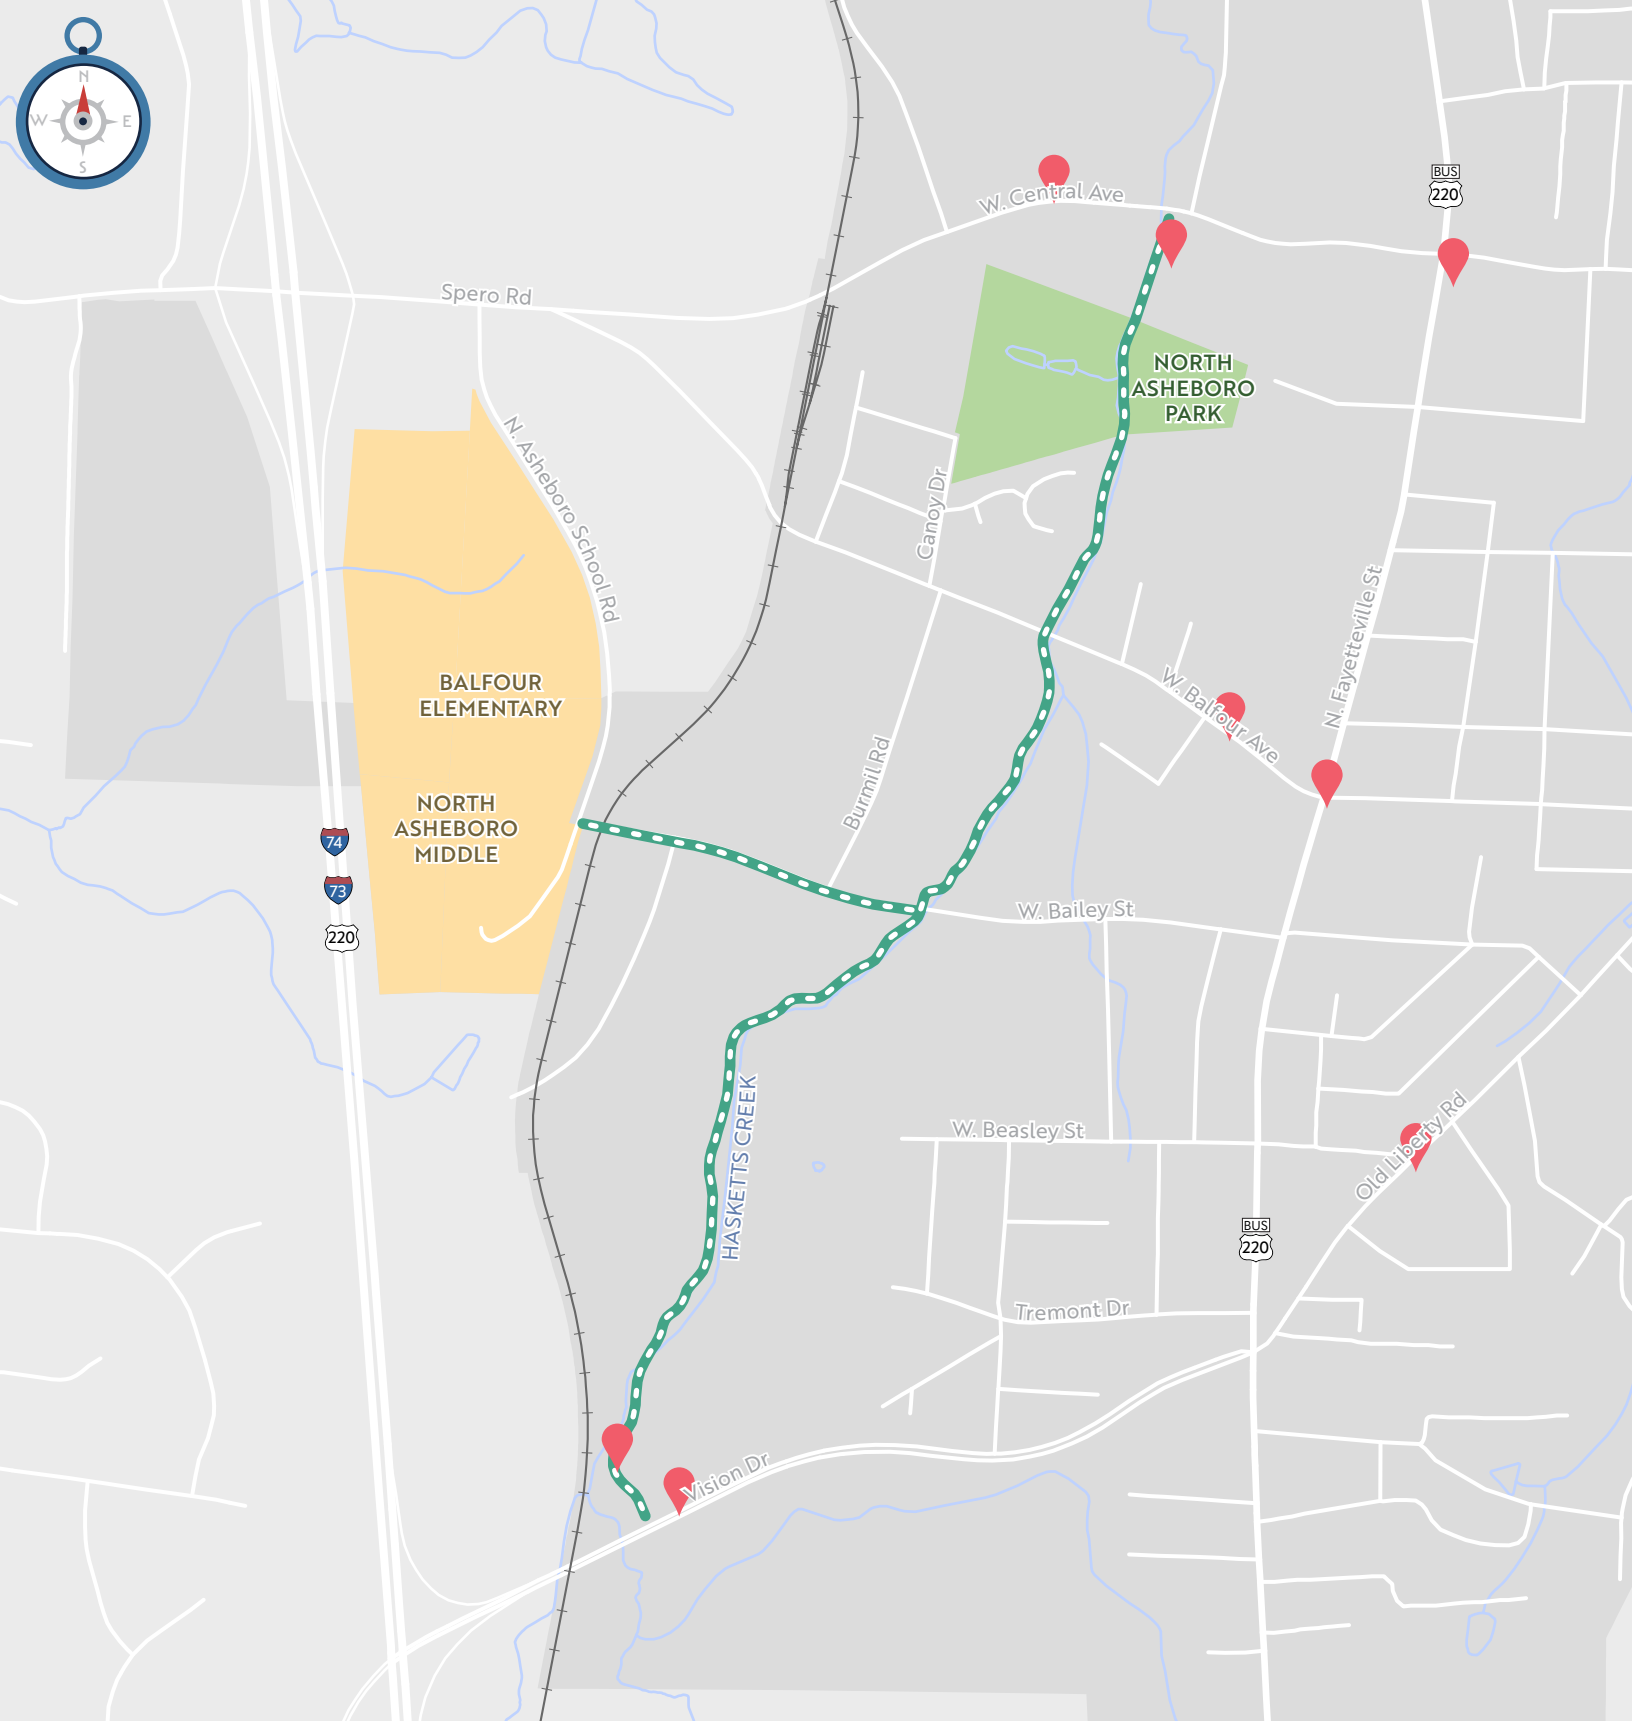 N
W
E
S
BUS
220
W. Central Ave
Spero Rd
NORTH
ASHEBORO
PARK
N. Asheboro School Rd
Canoy Dr
N. Fayetteville St
BALFOUR
ELEMENTARY
W. Balfour Ave
Burmil Rd
NORTH
ASHEBORO
MIDDLE
74
73
220
W. Bailey St
HASKETTS CREEK
W. Beasley St
Old Liberty Rd
BUS
220
Tremont Dr
Vision Dr